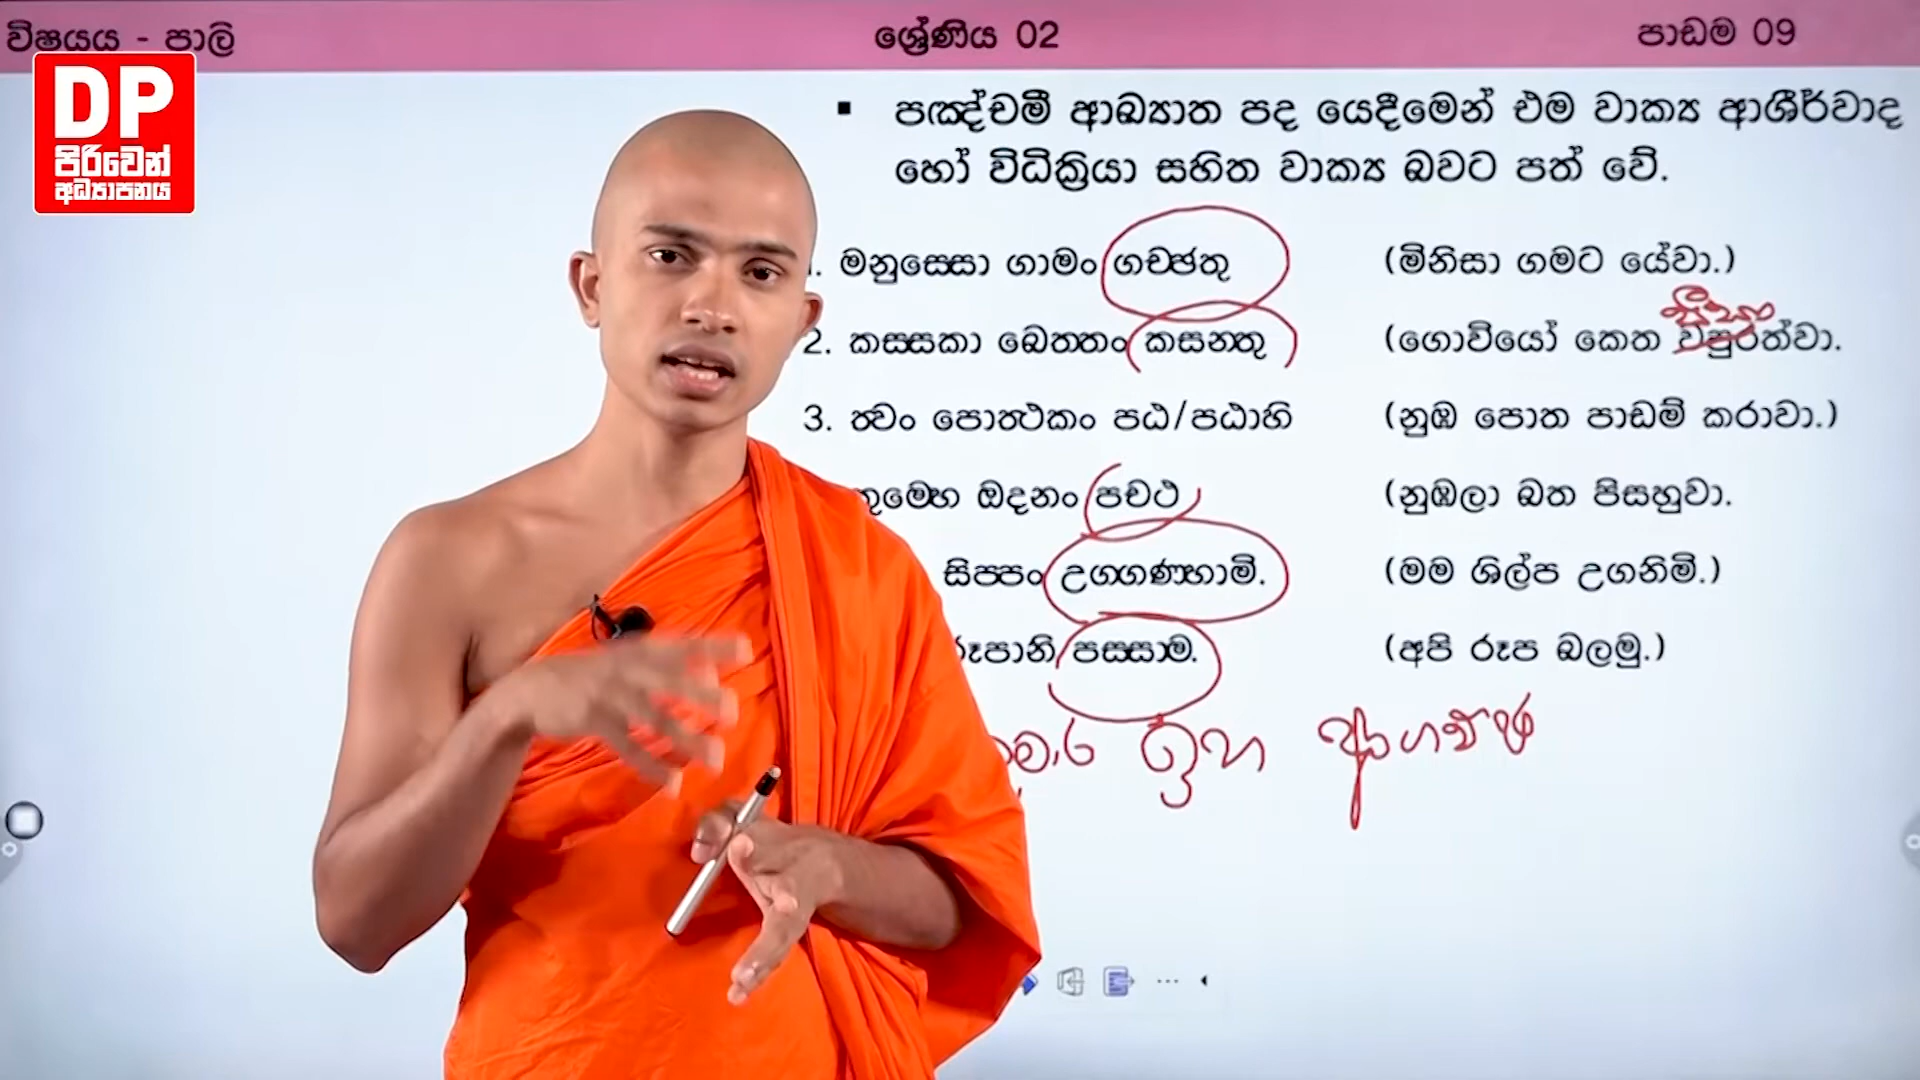 විෂයය - පාලි ශ්‍රේණිය 02 පාඩම 09
DP
පිරිවෙන්
අධ්‍යාපනය
▪ පඤ්චමී ආඛ්‍යාත පද යෙදීමෙන් එම වාක්‍ය ආශීර්වාද
හෝ විධික්‍රියා සහිත වාක්‍ය බවට පත් වේ.
. මනුස්සො ගාමං ගච්ඡතු (මිනිසා ගමට යේවා.)
2. කස්සකා ඛෙත්තං කසන්තු (ගොවියෝ කෙත වපුරත්වා.
3. ත්වං පොත්ථකං පඨ/පඨාහි (නුඹ පොත පාඩම් කරාවා.)
තුම්හෙ ඔදනං පචථ (නුඹලා බත පිසහුවා.
සිප්පං උග්ගණ්හාමි. (මම ශිල්ප උගනිමි.)
රූපානි පස්සාම. (අපි රූප බලමු.)
ඉහ